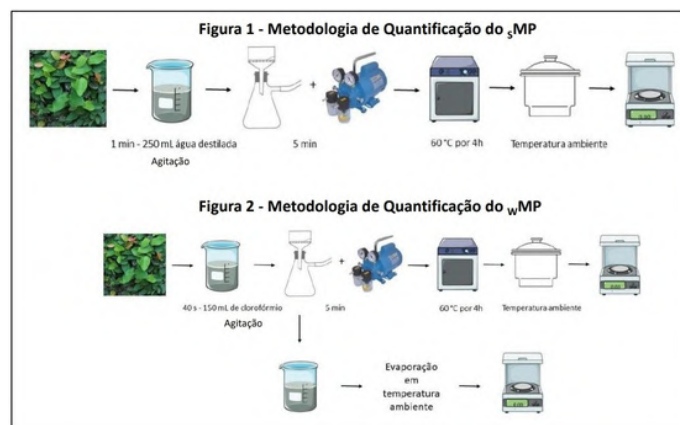 Figura 1 - Metodologia de Quantificação do sMP
1 min - 250 mL água destilada
Agitação
+
5 min
60 °C por 4h
Temperatura ambiente
Figura 2 - Metodologia de Quantificação do wMP
40 s - 150 mL de clorofórmio
Agitação
+
5 min
60 °C por 4h
Temperatura ambiente
Evaporação
em
temperatura
ambiente